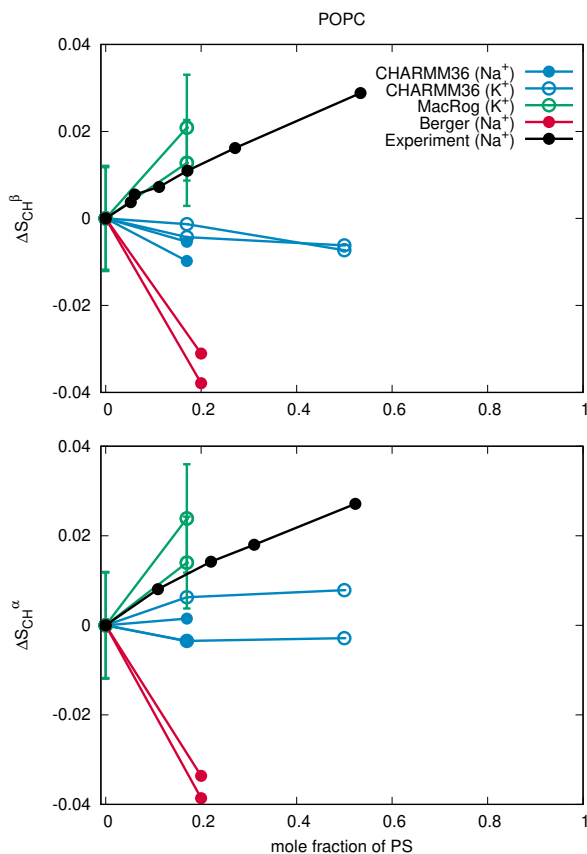 POPC
0.04
0.02
0
-0.02
-0.04
ΔS_CH^β
CHARMM36 (Na⁺)
CHARMM36 (K⁺)
MacRog (K⁺)
Berger (Na⁺)
Experiment (Na⁺)
0 0.2 0.4 0.6 0.8 1
0.04
0.02
0
-0.02
-0.04
ΔS_CH^α
0 0.2 0.4 0.6 0.8 1
mole fraction of PS